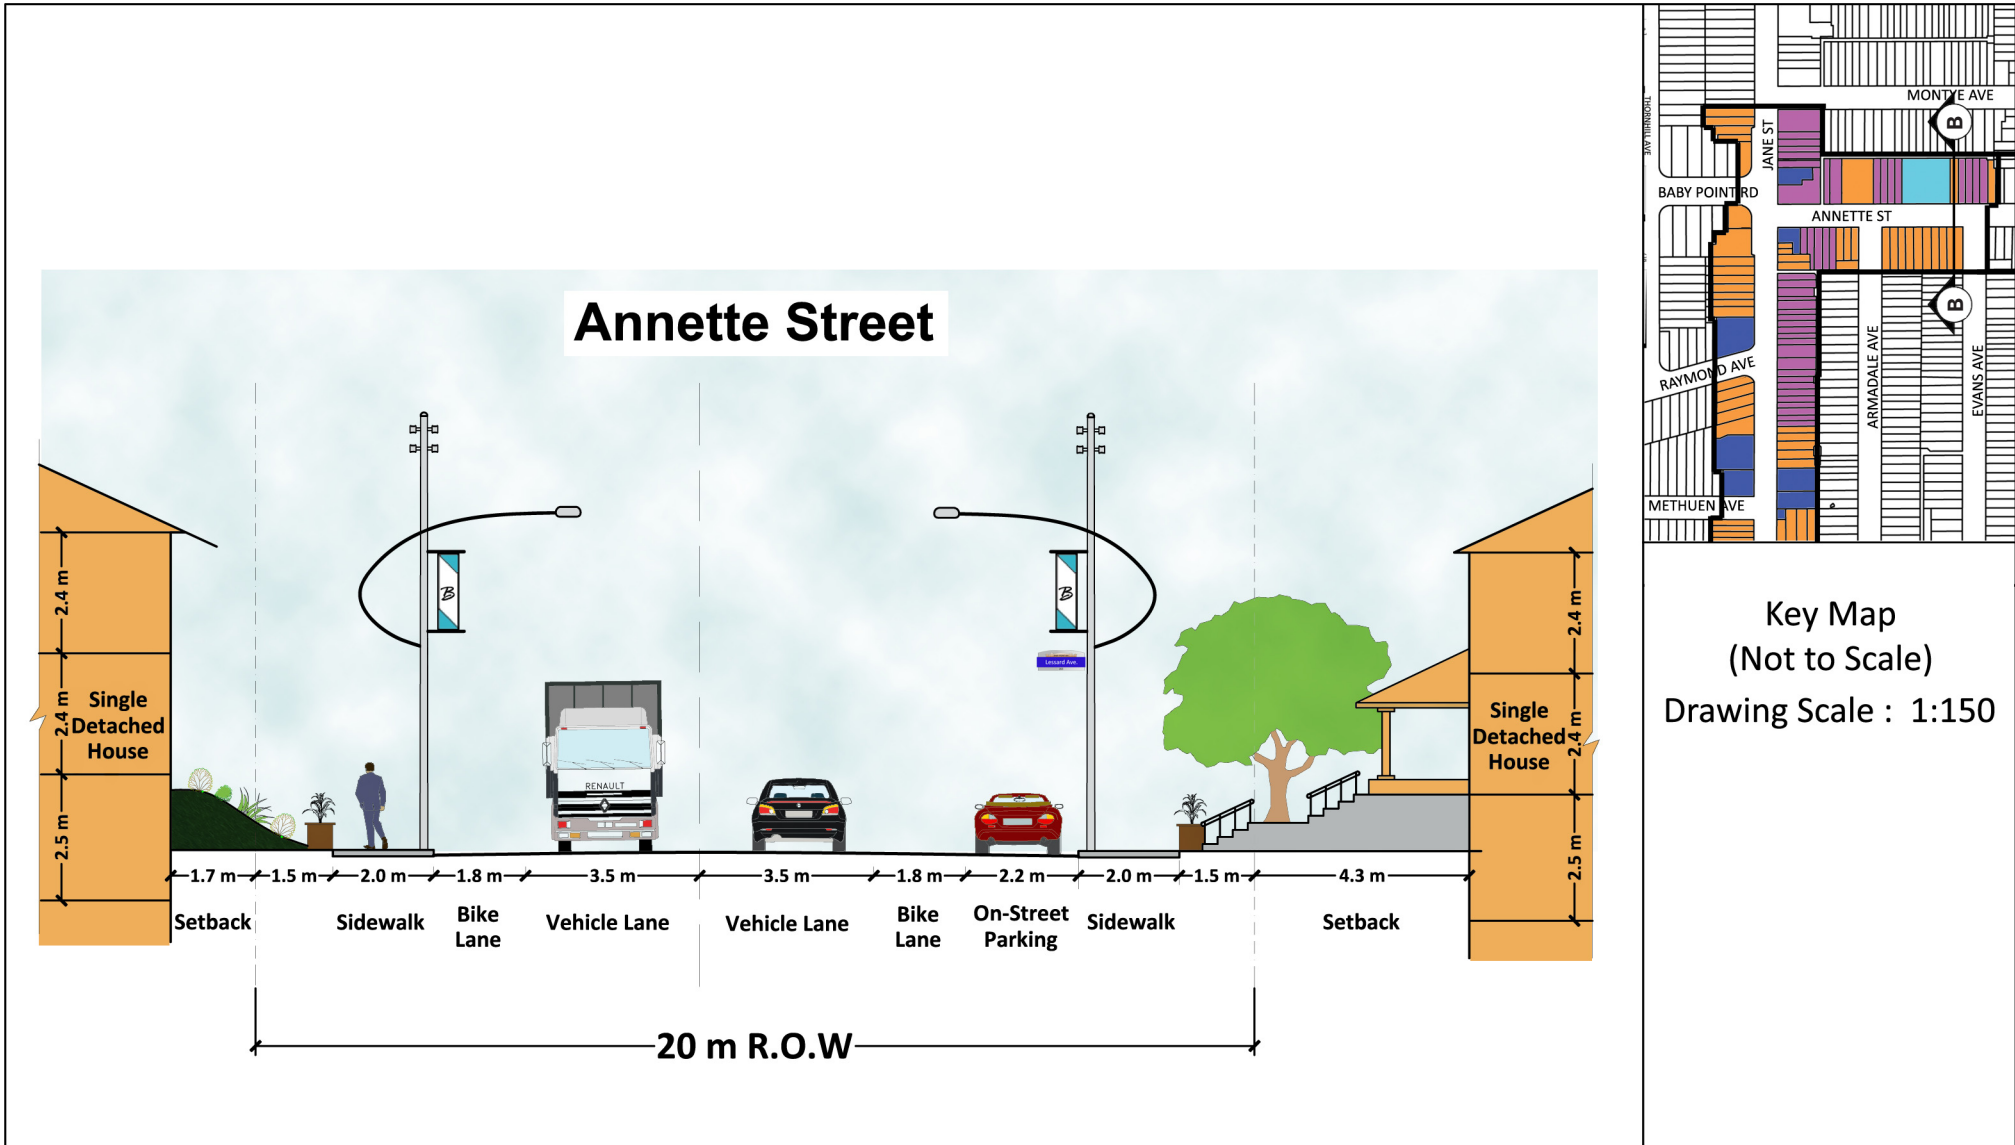 Annette Street
B
B
Lessard Ave.
RENAULT
2.4 m
2.4 m
2.5 m
Single
Detached
House
2.4 m
2.4 m
2.5 m
Single
Detached
House
1.7 m
1.5 m
2.0 m
1.8 m
3.5 m
3.5 m
1.8 m
2.2 m
2.0 m
1.5 m
4.3 m
Setback
Sidewalk
Bike
Lane
Vehicle Lane
Vehicle Lane
Bike
Lane
On-Street
Parking
Sidewalk
Setback
20 m R.O.W
MONTYE AVE
THORNHILL AVE
JANE ST
B
BABY POINT RD
ANNETTE ST
B
RAYMOND AVE
ARMADALE AVE
EVANS AVE
METHUEN AVE
Key Map
(Not to Scale)
Drawing Scale : 1:150